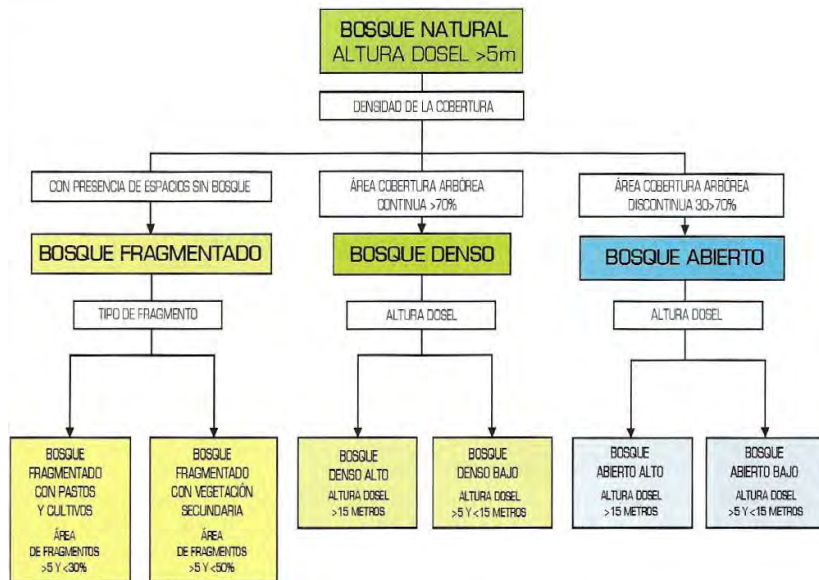 BOSQUE NATURAL
ALTURA DOSEL >5m
DENSIDAD DE LA COBERTURA
CON PRESENCIA DE ESPACIOS SIN BOSQUE
ÁREA COBERTURA ARBÓREA
CONTINUA >70%
ÁREA COBERTURA ARBÓREA
DISCONTINUA 30>70%
BOSQUE FRAGMENTADO
BOSQUE DENSO
BOSQUE ABIERTO
TIPO DE FRAGMENTO
ALTURA DOSEL
ALTURA DOSEL
BOSQUE
FRAGMENTADO
CON PASTOS
Y CULTIVOS
ÁREA
DE FRAGMENTOS
>5 Y <30%
BOSQUE
FRAGMENTADO
CON VEGETACIÓN
SECUNDARIA
ÁREA
DE FRAGMENTOS
>5 Y <50%
BOSQUE
DENSO ALTO
ALTURA DOSEL
>15 METROS
BOSQUE
DENSO BAJO
ALTURA DOSEL
>5 Y <15 METROS
BOSQUE
ABIERTO ALTO
ALTURA DOSEL
>15 METROS
BOSQUE
ABIERTO BAJO
ALTURA DOSEL
>5 Y <15 METROS